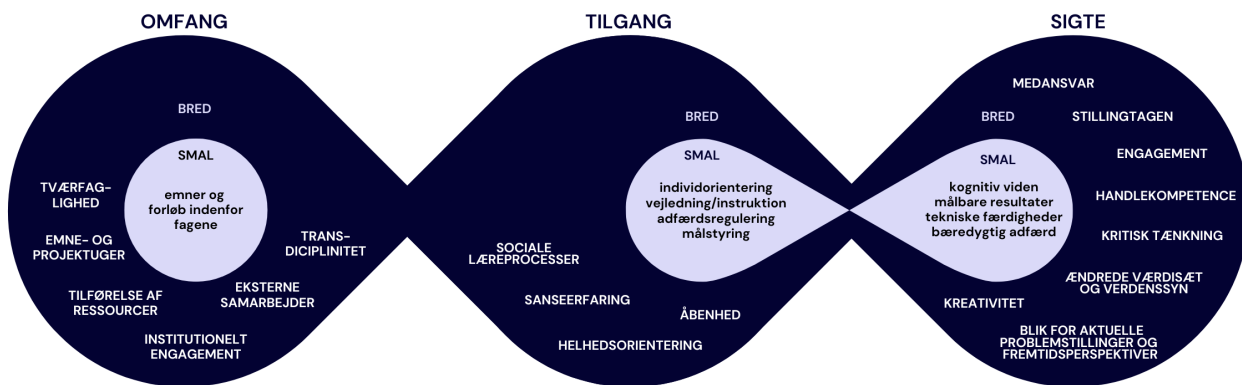 OMFANG
BRED
SMAL
emner og
forløb indenfor
fagene
TVÆRFAG-
LIGHED
EMNE- OG
PROJEKTUGER
TILFØRELSE AF
RESSOURCER
INSTITUTIONELT
ENGAGEMENT
EKSTERNE
SAMARBEJDER
TRANS-
DICIPLINITET
TILGANG
BRED
SMAL
individorientering
vejledning/instruktion
adfærdsregulering
målstyring
SOCIALE
LÆREPROCESSER
SANSEERFARING
ÅBENHED
HELHEDSORIENTERING
SIGTE
MEDANSVAR
BRED
STILLINGTAGEN
SMAL
kognitiv viden
målbare resultater
tekniske færdigheder
bæredygtig adfærd
ENGAGEMENT
HANDLEKOMPETENCE
KRITISK TÆNKNING
ÆNDREDE VÆRDISÆT
OG VERDENSSYN
KREATIVITET
BLIK FOR AKTUELLE
PROBLEMSTILLINGER OG
FREMTIDSPERSPEKTIVER